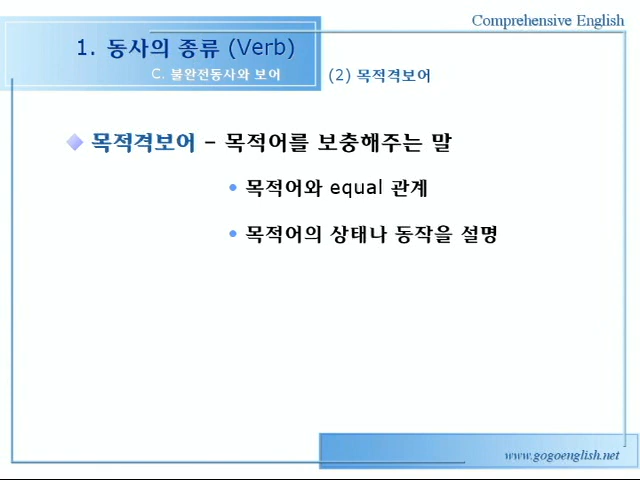 Comprehensive English
1. 동사의 종류 (Verb)
C. 불완전동사와 보어
(2) 목적격보어
목적격보어 – 목적어를 보충해주는 말
• 목적어와 equal 관계
• 목적어의 상태나 동작을 설명
www.gogoenglish.net